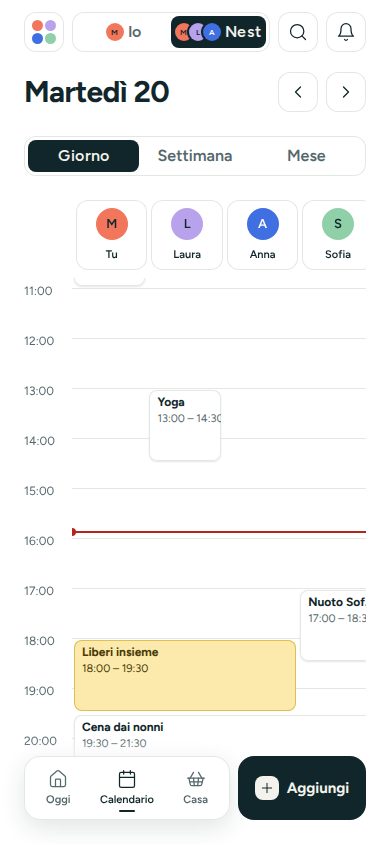 M Io M L A Nest
Martedì 20
Giorno Settimana Mese
M L A S
Tu Laura Anna Sofia
11:00
12:00
13:00
Yoga
13:00 – 14:30
14:00
15:00
16:00
17:00
Nuoto Sof.
17:00 – 18:3
18:00
Liberi insieme
18:00 – 19:30
19:00
Cena dai nonni
20:00
19:30 – 21:30
Oggi Calendario Casa
Aggiungi